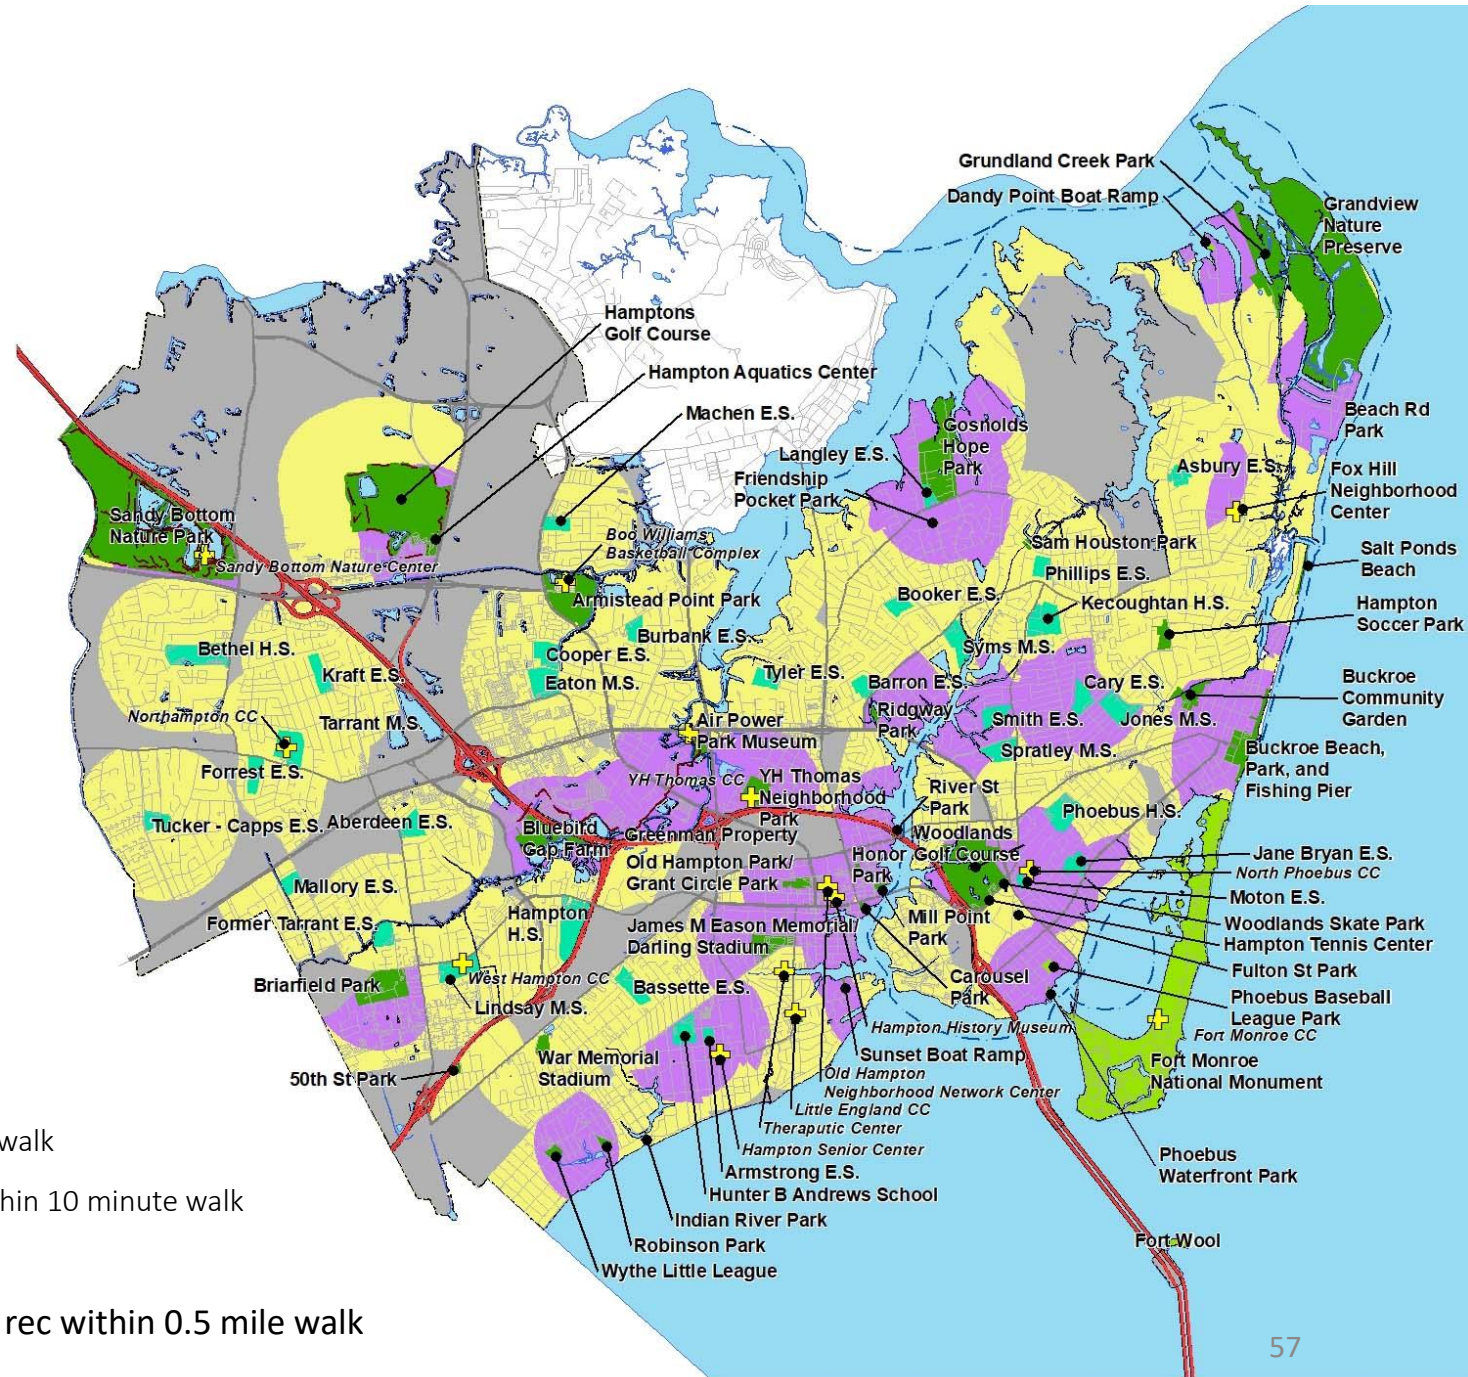 Grundland Creek Park
Dandy Point Boat Ramp
Grandview
Nature
Preserve
Hamptons
Golf Course
Hampton Aquatics Center
Machen E.S.
Gosnolds
Hope
Park
Langley E.S.
Friendship
Pocket Park
Beach Rd
Park
Asbury E.S.
Fox Hill
Neighborhood
Center
Sandy Bottom
Nature Park
Sandy Bottom Nature Center
Boo Williams
Basketball Complex
Sam Houston Park
Salt Ponds
Beach
Phillips E.S.
Armistead Point Park
Booker E.S.
Kecoughtan H.S.
Hampton
Soccer Park
Burbank E.S.
Bethel H.S.
Cooper E.S.
Syms M.S.
Kraft E.S.
Eaton M.S.
Tyler E.S.
Barron E.S.
Cary E.S.
Buckroe
Community
Garden
Northampton CC
Tarrant M.S.
Air Power
Park Museum
Ridgway
Park
Smith E.S.
Jones M.S.
Spratley M.S.
Buckroe Beach,
Park, and
Fishing Pier
Forrest E.S.
YH Thomas CC
YH Thomas
Neighborhood
Park
River St
Park
Phoebus H.S.
Tucker - Capps E.S.
Aberdeen E.S.
Bluebird
Gap Farm
Greenman Property
Woodlands
Golf Course
Honor
Park
Jane Bryan E.S.
North Phoebus CC
Old Hampton Park/
Grant Circle Park
Mallory E.S.
Moton E.S.
Former Tarrant E.S.
Hampton
H.S.
James M Eason Memorial/
Darling Stadium
Mill Point
Park
Woodlands Skate Park
Hampton Tennis Center
Fulton St Park
Briarfield Park
West Hampton CC
Lindsay M.S.
Bassette E.S.
Carousel
Park
Phoebus Baseball
League Park
Hampton History Museum
Fort Monroe CC
War Memorial
Stadium
Sunset Boat Ramp
Fort Monroe
National Monument
50th St Park
Old Hampton
Neighborhood Network Center
Little England CC
Theraputic Center
Hampton Senior Center
Phoebus
Waterfront Park
Armstrong E.S.
Hunter B Andrews School
Indian River Park
Robinson Park
Wythe Little League
Fort Wool
walk
hin 10 minute walk
rec within 0.5 mile walk
57